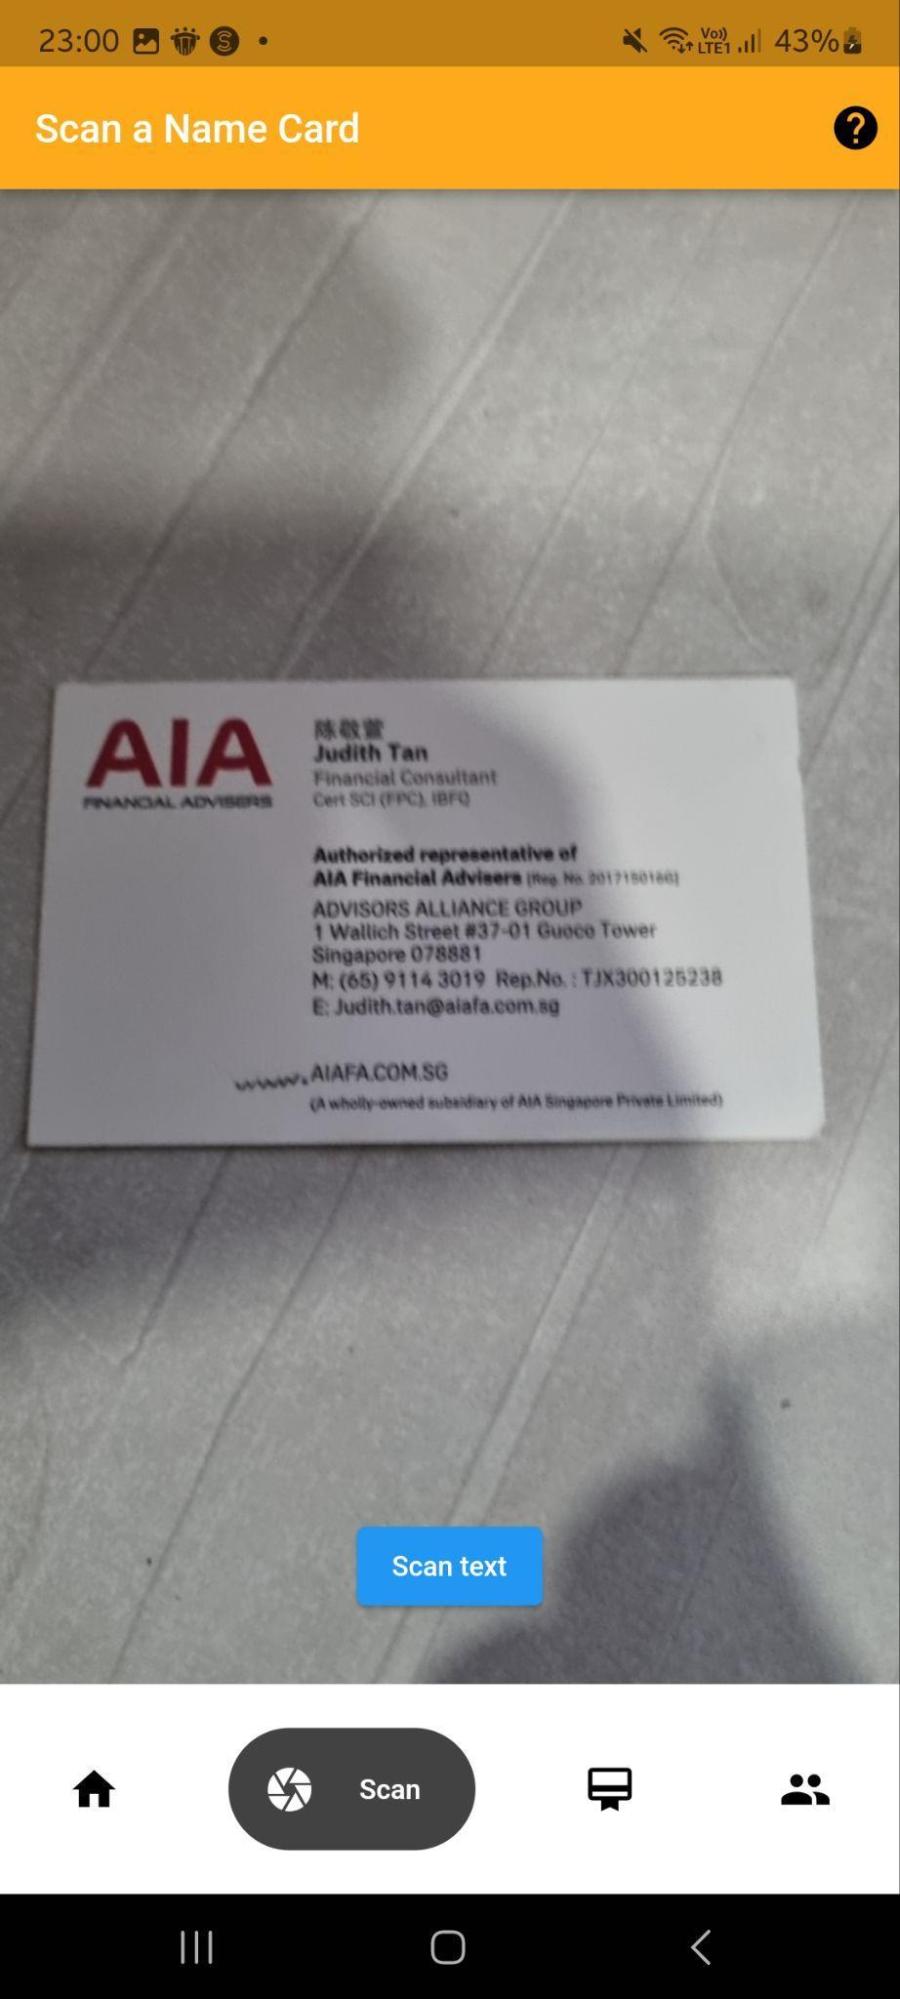 23:00
Vo))
LTE1
43%
Scan a Name Card
AIA
FINANCIAL ADVISERS
陈敬萱
Judith Tan
Financial Consultant
Cert SCI (FPC), IBFQ
Authorized representative of
AIA Financial Advisers (Reg. No.
ADVISORS ALLIANCE GROUP
1 Wallich Street #37-01 Guoco Tower
Singapore 078881
M: (65) 9114 3019 Rep.No. : TJX300125238
E: Judith.tan@aiafa.com.sg
www.AIAFA.COM.SG
(A wholly-owned subsidiary of AIA Singapore Private Limited)
Scan text
Scan